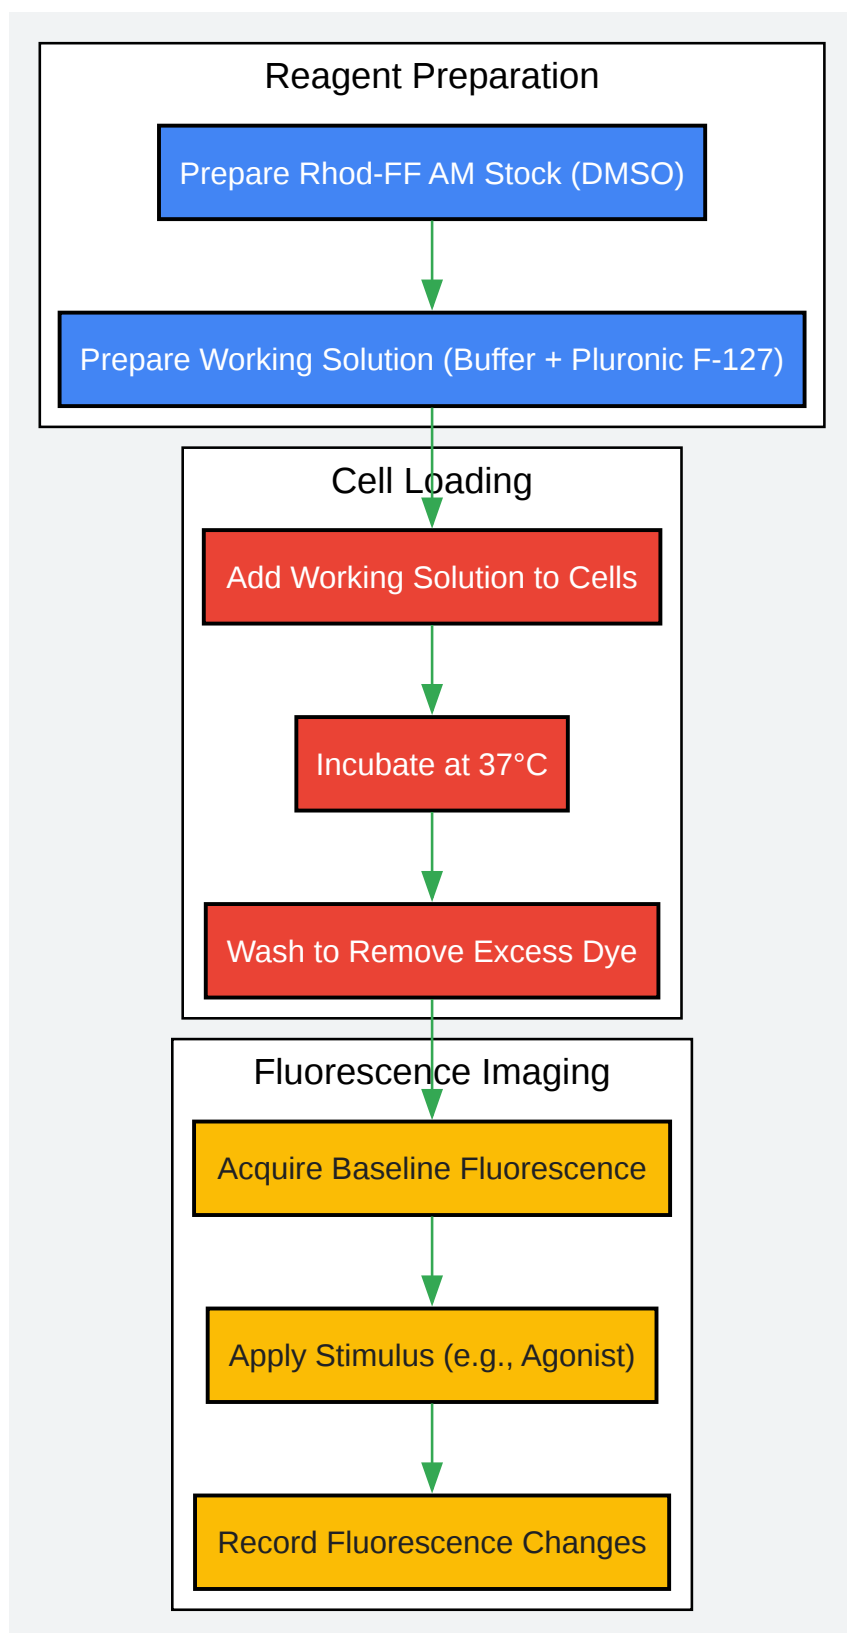 Reagent Preparation
Prepare Rhod-FF AM Stock (DMSO)
Prepare Working Solution (Buffer + Pluronic F-127)
Cell Loading
Add Working Solution to Cells
Incubate at 37°C
Wash to Remove Excess Dye
Fluorescence Imaging
Acquire Baseline Fluorescence
Apply Stimulus (e.g., Agonist)
Record Fluorescence Changes